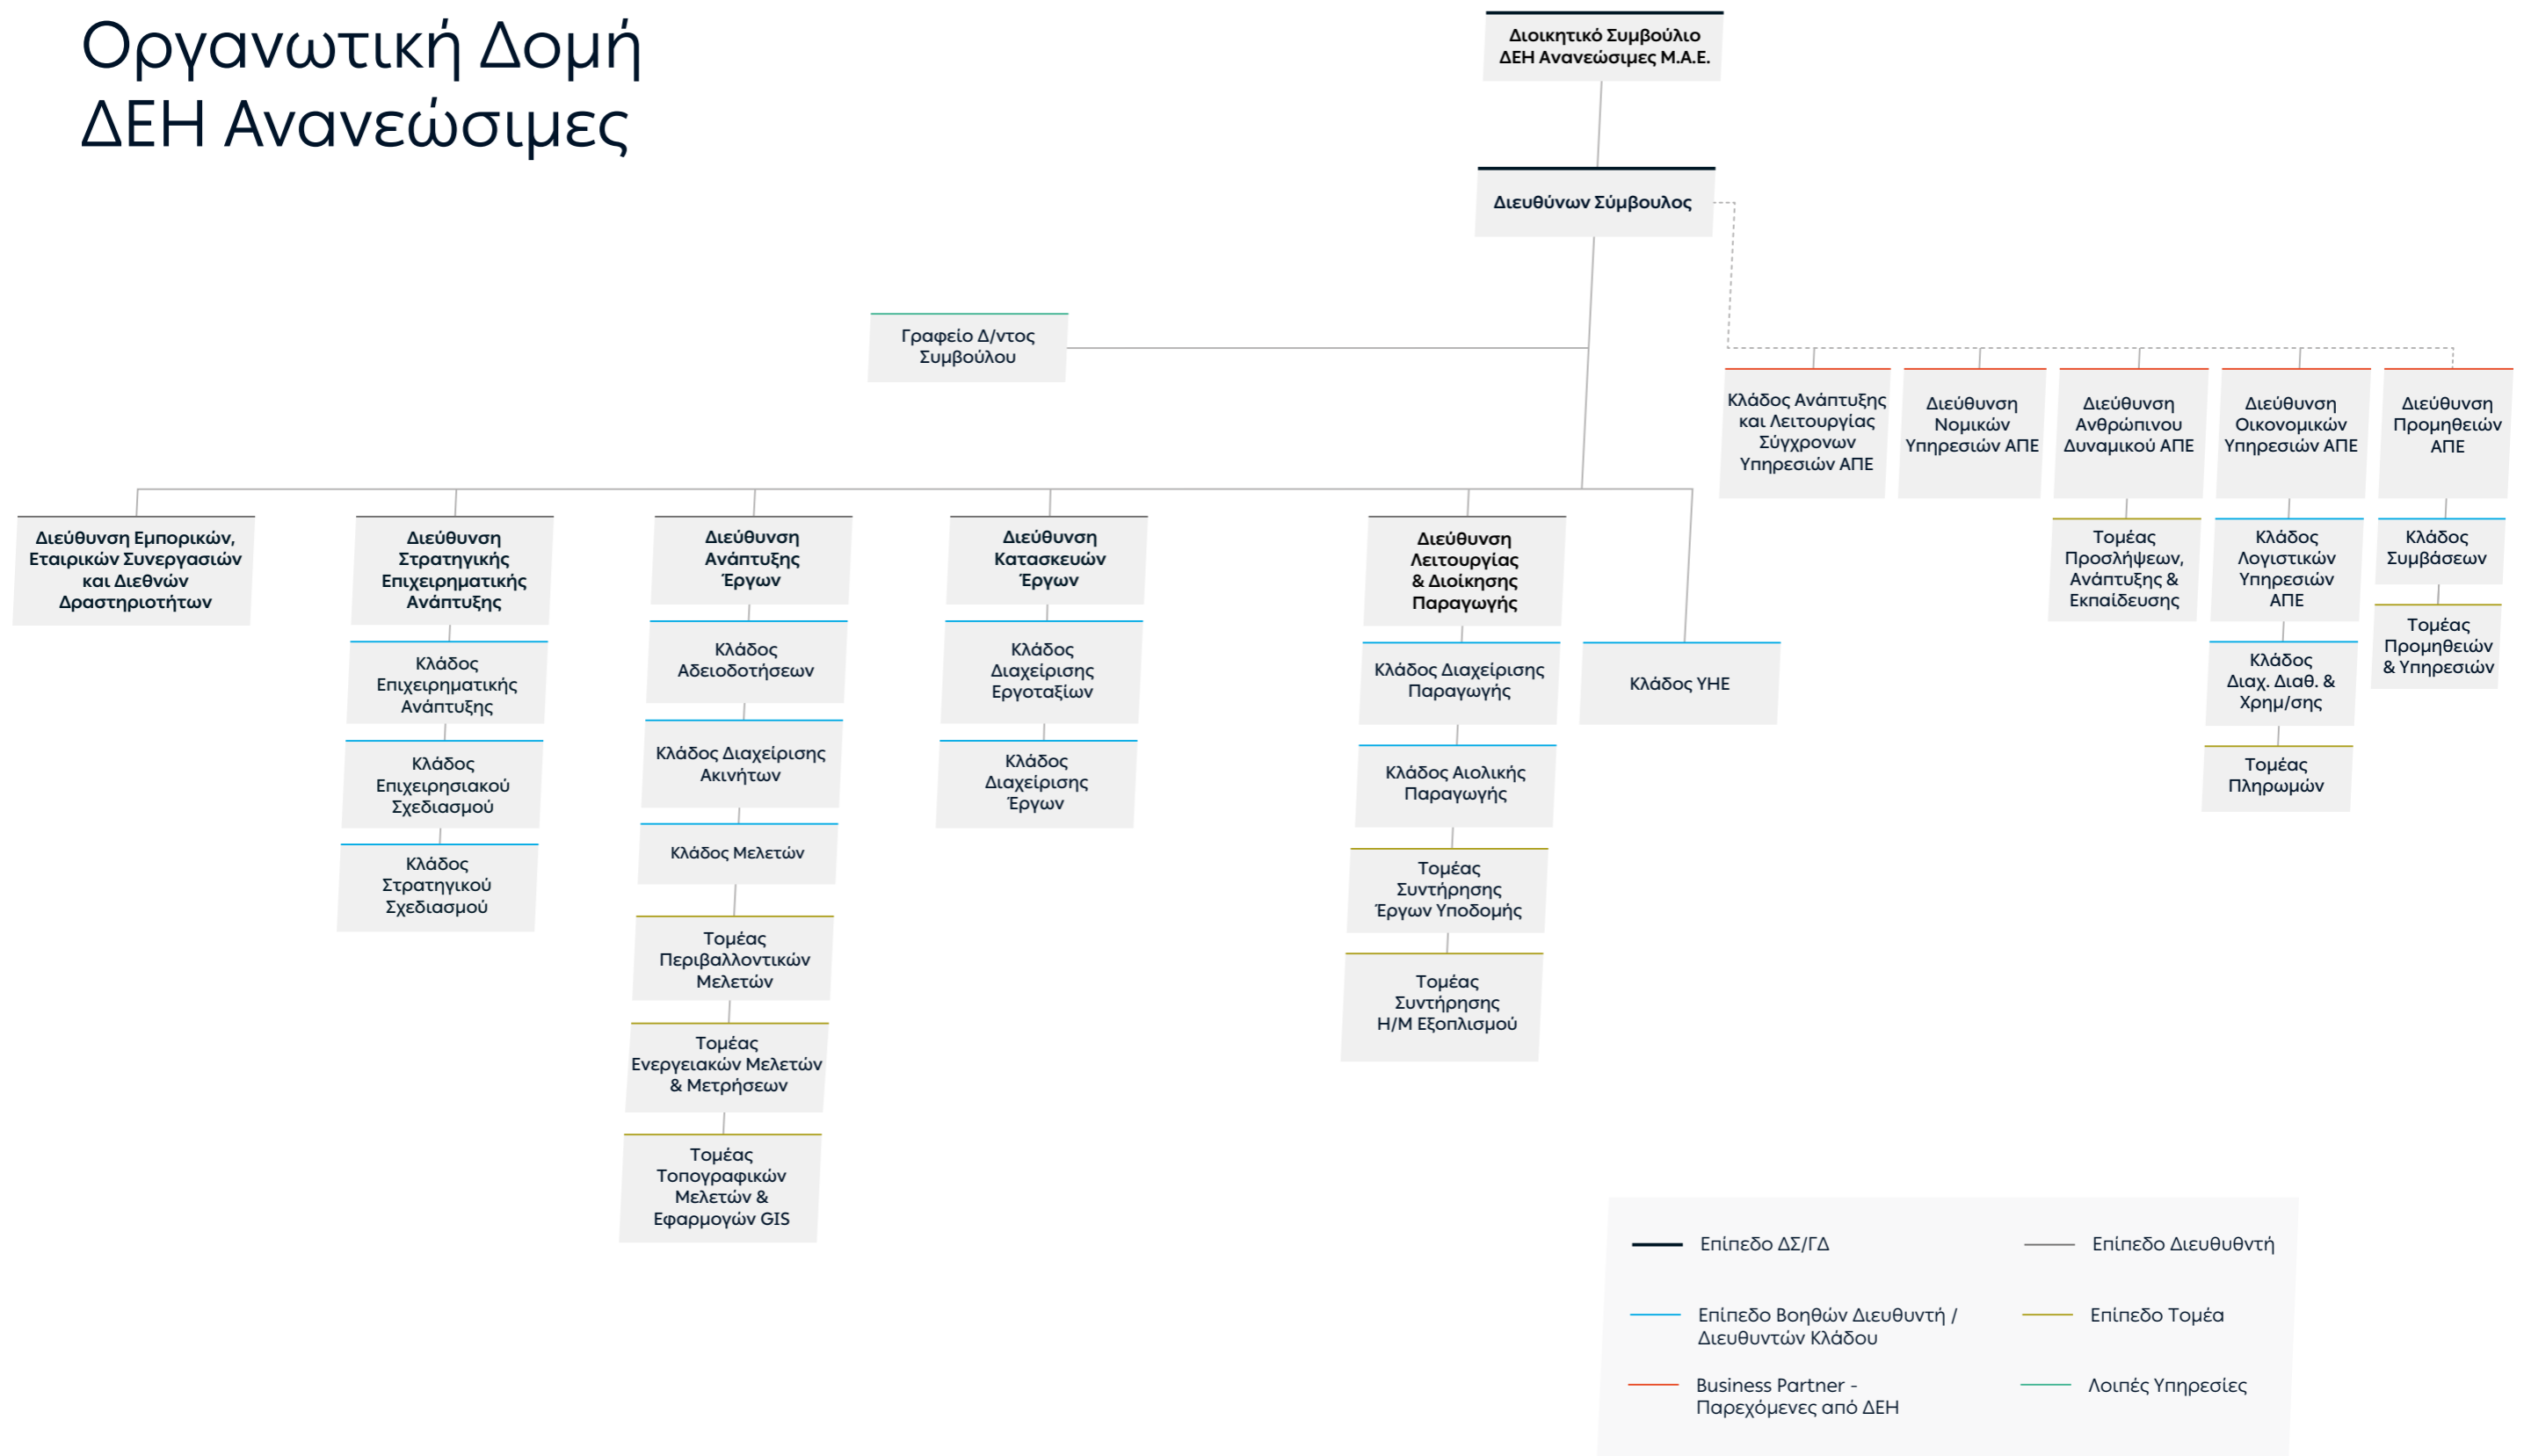 Οργανωτική Δομή
ΔΕΗ Ανανεώσιμες
Διοικητικό Συμβούλιο
ΔΕΗ Ανανεώσιμες Μ.Α.Ε.
Διευθύνων Σύμβουλος
Γραφείο Δ/ντος
Συμβούλου
Κλάδος Ανάπτυξης
και Λειτουργίας
Σύγχρονων
Υπηρεσιών ΑΠΕ
Διεύθυνση
Νομικών
Υπηρεσιών ΑΠΕ
Διεύθυνση
Ανθρώπινου
Δυναμικού ΑΠΕ
Διεύθυνση
Οικονομικών
Υπηρεσιών ΑΠΕ
Διεύθυνση
Προμηθειών
ΑΠΕ
Διεύθυνση Εμπορικών,
Εταιρικών Συνεργασιών
και Διεθνών
Δραστηριοτήτων
Διεύθυνση
Στρατηγικής
Επιχειρηματικής
Ανάπτυξης
Κλάδος
Επιχειρηματικής
Ανάπτυξης
Κλάδος
Επιχειρησιακού
Σχεδιασμού
Κλάδος
Στρατηγικού
Σχεδιασμού
Διεύθυνση
Ανάπτυξης
Έργων
Κλάδος
Αδειοδοτήσεων
Κλάδος Διαχείρισης
Ακινήτων
Κλάδος Μελετών
Τομέας
Περιβαλλοντικών
Μελετών
Τομέας
Ενεργειακών Μελετών
& Μετρήσεων
Τομέας
Τοπογραφικών
Μελετών &
Εφαρμογών GIS
Διεύθυνση
Κατασκευών
Έργων
Κλάδος
Διαχείρισης
Εργοταξίων
Κλάδος
Διαχείρισης
Έργων
Διεύθυνση
Λειτουργίας
& Διοίκησης
Παραγωγής
Κλάδος Διαχείρισης
Παραγωγής
Κλάδος Αιολικής
Παραγωγής
Τομέας
Συντήρησης
Έργων Υποδομής
Τομέας
Συντήρησης
Η/Μ Εξοπλισμού
Κλάδος ΥΗΕ
Τομέας
Προσλήψεων,
Ανάπτυξης &
Εκπαίδευσης
Κλάδος
Λογιστικών
Υπηρεσιών
ΑΠΕ
Κλάδος
Διαχ. Διαθ. &
Χρημ/σης
Τομέας
Πληρωμών
Κλάδος
Συμβάσεων
Τομέας
Προμηθειών
& Υπηρεσιών
Επίπεδο ΔΣ/ΓΔ
Επίπεδο Διευθυθντή
Επίπεδο Βοηθών Διευθυντή /
Διευθυντών Κλάδου
Επίπεδο Τομέα
Business Partner -
Παρεχόμενες από ΔΕΗ
Λοιπές Υπηρεσίες